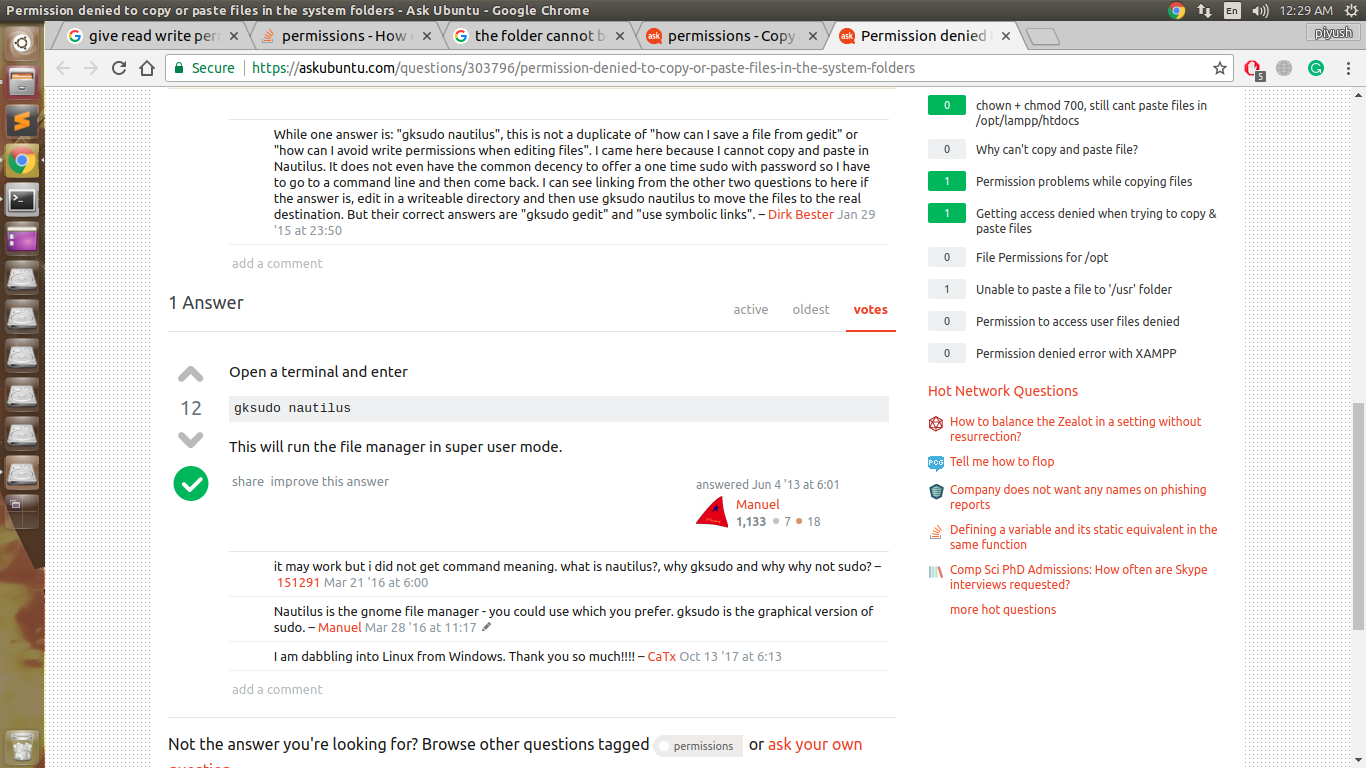 Permission denied to copy or paste files in the system folders - Ask Ubuntu - Google Chrome
En
12:29 AM
give read write per
permissions - How
the folder cannot b
permissions - Copy
Permission denied
piyush
Secure
https://askubuntu.com/questions/303796/permission-denied-to-copy-or-paste-files-in-the-system-folders
5
While one answer is: "gksudo nautilus", this is not a duplicate of "how can I save a file from gedit" or
"how can I avoid write permissions when editing files". I came here because I cannot copy and paste in
Nautilus. It does not even have the common decency to offer a one time sudo with password so I have
to go to a command line and then come back. I can see linking from the other two questions to here if
the answer is, edit in a writeable directory and then use gksudo nautilus to move the files to the real
destination. But their correct answers are "gksudo gedit" and "use symbolic links". – Dirk Bester Jan 29
'15 at 23:50
add a comment
1 Answer
active
oldest
votes
12
Open a terminal and enter
gksudo nautilus
This will run the file manager in super user mode.
share improve this answer
answered Jun 4 '13 at 6:01
Manuel
1,133 7 18
it may work but i did not get command meaning. what is nautilus?, why gksudo and why why not sudo? –
151291 Mar 21 '16 at 6:00
Nautilus is the gnome file manager - you could use which you prefer. gksudo is the graphical version of
sudo. – Manuel Mar 28 '16 at 11:17
I am dabbling into Linux from Windows. Thank you so much!!!! – CaTx Oct 13 '17 at 6:13
add a comment
Not the answer you're looking for? Browse other questions tagged permissions or ask your own
question
0 chown + chmod 700, still cant paste files in
/opt/lampp/htdocs
0 Why can't copy and paste file?
1 Permission problems while copying files
1 Getting access denied when trying to copy &
paste files
0 File Permissions for /opt
1 Unable to paste a file to '/usr' folder
0 Permission to access user files denied
0 Permission denied error with XAMPP
Hot Network Questions
How to balance the Zealot in a setting without
resurrection?
PCG Tell me how to flop
Company does not want any names on phishing
reports
Defining a variable and its static equivalent in the
same function
Comp Sci PhD Admissions: How often are Skype
interviews requested?
more hot questions